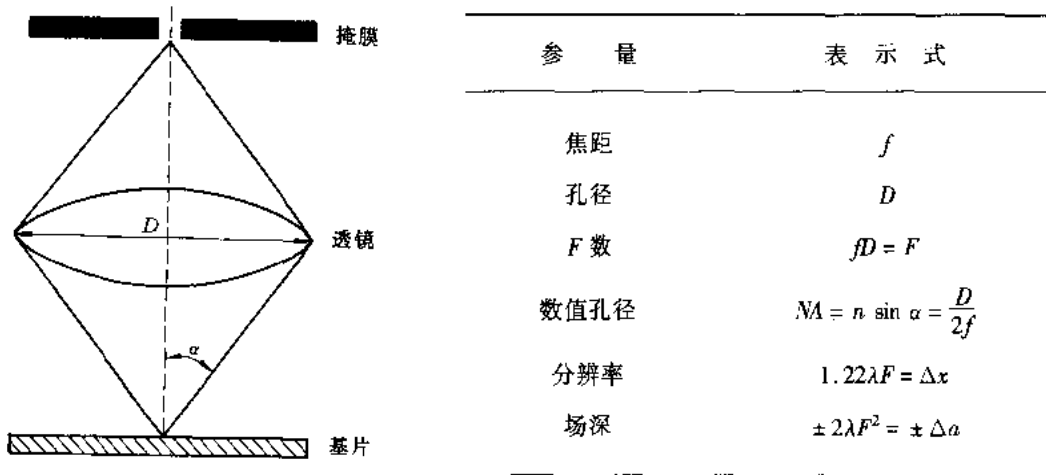 掩膜
D
透镜
α
基片
参 量 表 示 式
焦距 f
孔径 D
F 数 fD = F
数值孔径 NA = n sin α = D/2f
分辨率 1.22λF = Δx
场深 ± 2λF² = ± Δa